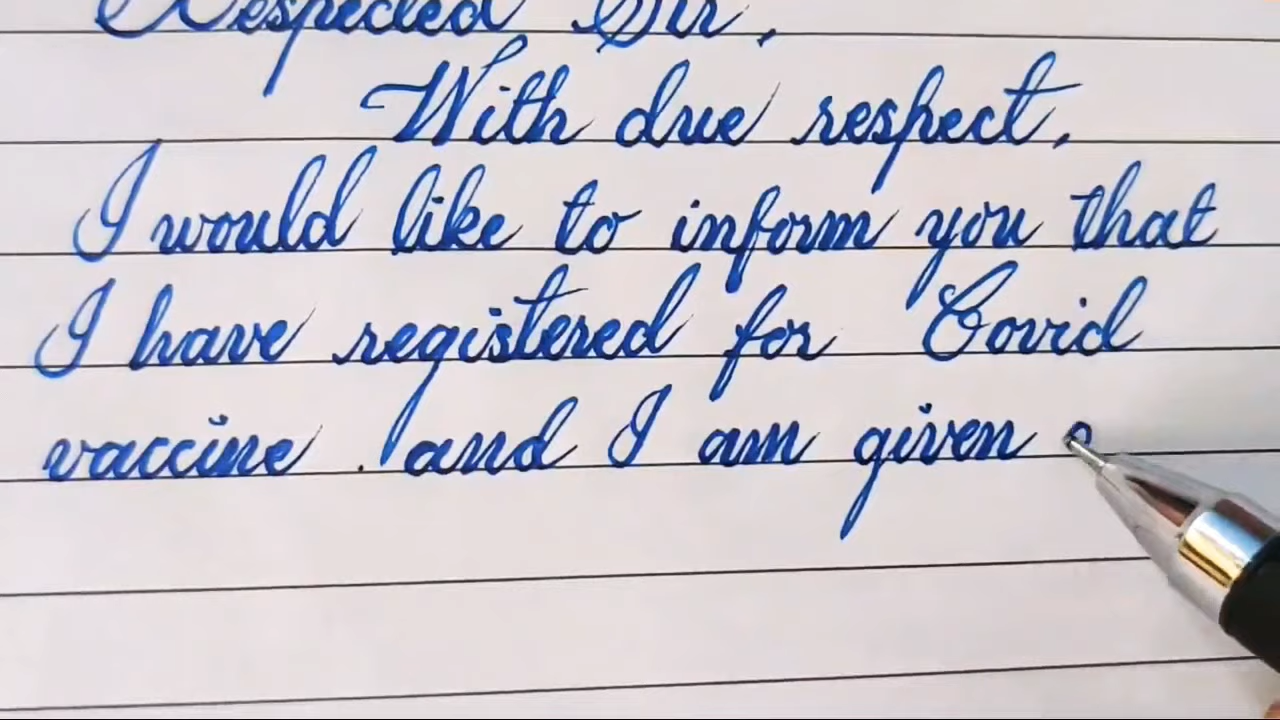 Respected Sir,
With due respect,
I would like to inform you that
I have registered for Covid
vaccine . and I am given